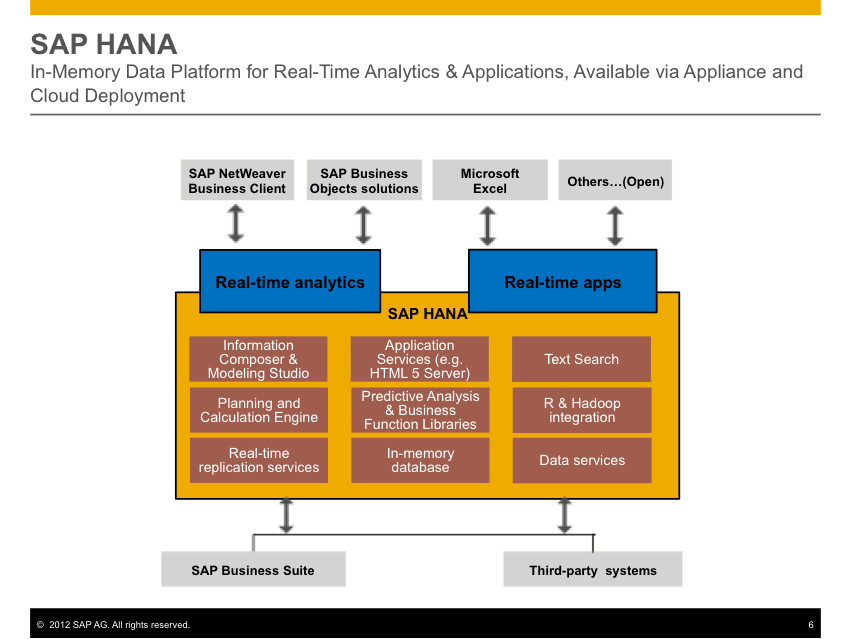 SAP HANA
In-Memory Data Platform for Real-Time Analytics & Applications, Available via Appliance and
Cloud Deployment
SAP NetWeaver
Business Client
SAP Business
Objects solutions
Microsoft
Excel
Others…(Open)
Real-time analytics
Real-time apps
SAP HANA
Information
Composer &
Modeling Studio
Application
Services (e.g.
HTML 5 Server)
Text Search
Planning and
Calculation Engine
Predictive Analysis
& Business
Function Libraries
R & Hadoop
integration
Real-time
replication services
In-memory
database
Data services
SAP Business Suite
Third-party  systems
©  2012 SAP AG. All rights reserved.
6